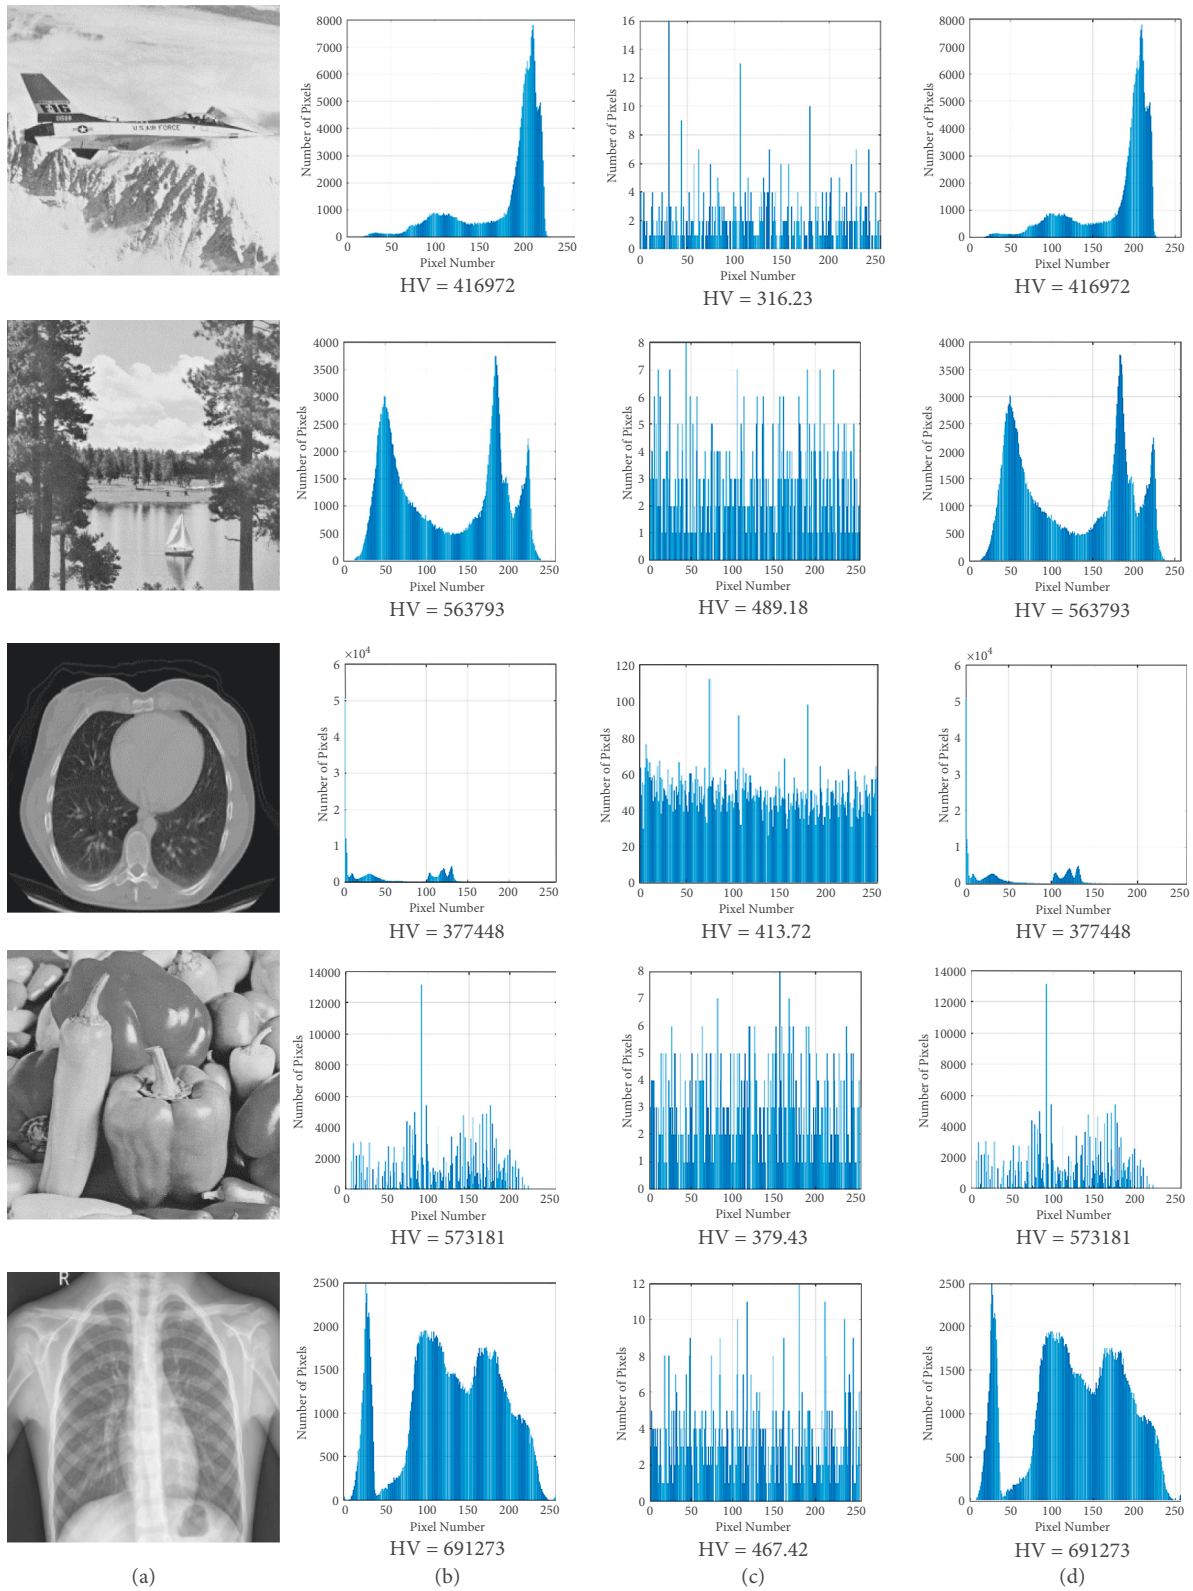 F16
01568
U.S. AIR FORCE
8000
7000
6000
5000
4000
3000
2000
1000
0
Number of Pixels
0 50 100 150 200 250
Pixel Number
HV = 416972
16
14
12
10
8
6
4
2
0
Number of Pixels
0 50 100 150 200 250
Pixel Number
HV = 316.23
8000
7000
6000
5000
4000
3000
2000
1000
0
Number of Pixels
0 50 100 150 200 250
Pixel Number
HV = 416972
4000
3500
3000
2500
2000
1500
1000
500
0
Number of Pixels
0 50 100 150 200 250
Pixel Number
HV = 563793
8
7
6
5
4
3
2
1
0
Number of Pixels
0 50 100 150 200 250
Pixel Number
HV = 489.18
4000
3500
3000
2500
2000
1500
1000
500
0
Number of Pixels
0 50 100 150 200 250
Pixel Number
HV = 563793
×10⁴
6
5
4
3
2
1
0
Number of Pixels
0 50 100 150 200 250
Pixel Number
HV = 377448
120
100
80
60
40
20
0
Number of Pixels
0 50 100 150 200 250
Pixel Number
HV = 413.72
×10⁴
6
5
4
3
2
1
0
Number of Pixels
0 50 100 150 200 250
Pixel Number
HV = 377448
14000
12000
10000
8000
6000
4000
2000
0
Number of Pixels
0 50 100 150 200 250
Pixel Number
HV = 573181
8
7
6
5
4
3
2
1
0
Number of Pixels
0 50 100 150 200 250
Pixel Number
HV = 379.43
14000
12000
10000
8000
6000
4000
2000
0
Number of Pixels
0 50 100 150 200 250
Pixel Number
HV = 573181
R
2500
2000
1500
1000
500
0
Number of Pixels
0 50 100 150 200 250
Pixel Number
HV = 691273
12
10
8
6
4
2
0
Number of Pixels
0 50 100 150 200 250
Pixel Number
HV = 467.42
2500
2000
1500
1000
500
0
Number of Pixels
0 50 100 150 200 250
Pixel Number
HV = 691273
(a) (b) (c) (d)